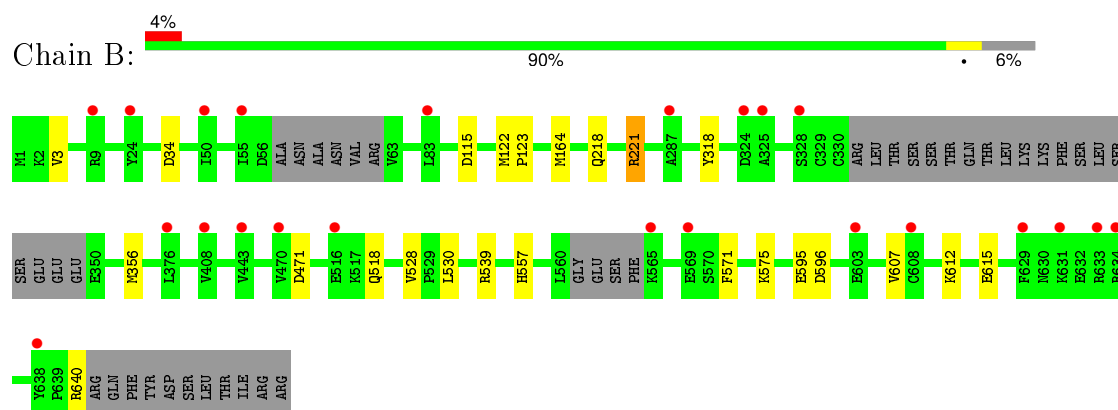 4%
Chain B:
90% • 6%
M1 K2 V3 R9 Y24 D34 I50 I55 D56 ALA ASN ALA ASN VAL ARG V63 L83 D115 M122 P123 M164 Q218 R221 A287 Y318 D324 A325 S328 C329 C330 ARG LEU THR SER SER THR GLN THR LEU LYS LYS PHE SER LEU SER
SER GLU GLU GLU E350 M356 L376 V408 V443 V470 D471 E516 K517 Q518 V528 P529 L530 R539 H557 L560 GLY GLU SER PHE K565 E569 S570 F571 K575 E595 D596 E603 V607 C608 K612 E615 F629 N630 K631 E632 R633
Y638 P639 R640 ARG GLN PHE TYR ASP SER LEU THR ILE ARG ARG